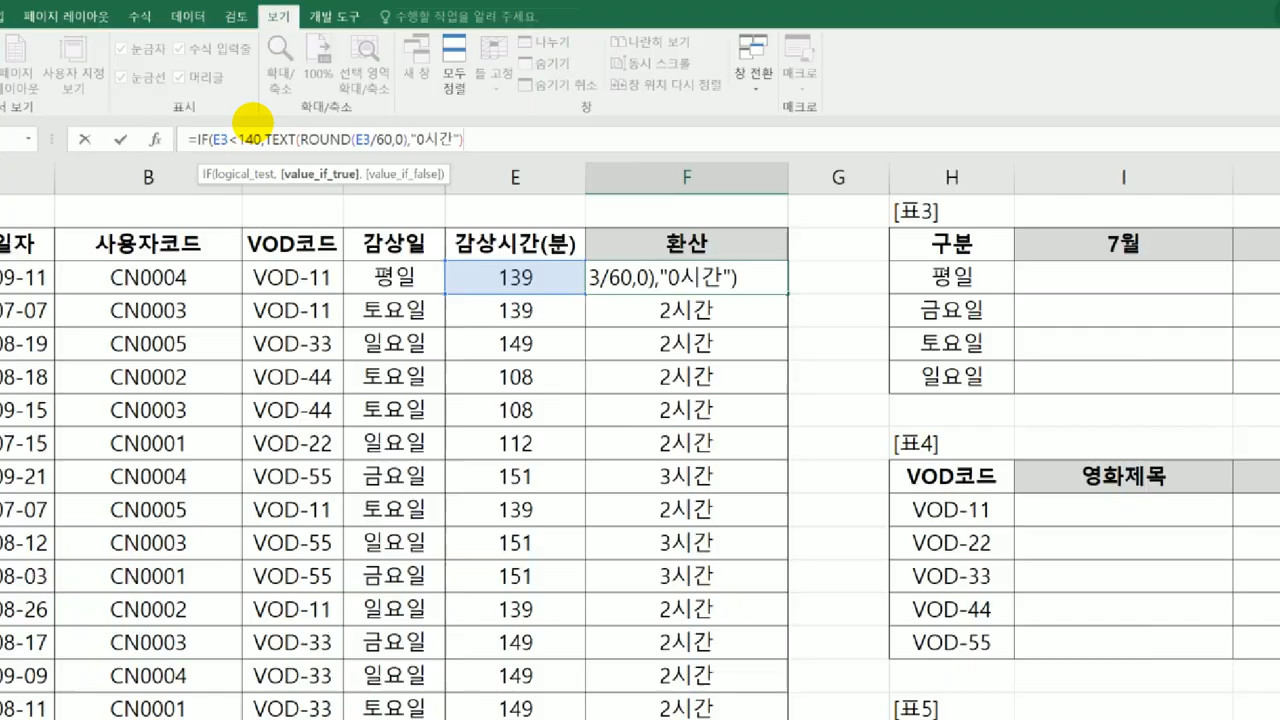 페이지 레이아웃 수식 데이터 검토 보기 개발 도구 수행할 작업을 알려 주세요.
눈금자 수식 입력줄
눈금선 머리글
표시
사용자 지정 보기
확대/축소 100% 선택 영역 확대/축소
확대/축소
새 창 모두 정렬 틀 고정
나누기
숨기기
숨기기 취소
나란히 보기
동시 스크롤
창 위치 다시 정렬
창 전환
창
매크로
매크로
fx =IF(E3<140,TEXT(ROUND(E3/60,0),"0시간")
IF(logical_test, [value_if_true], [value_if_false])
B E F G H I
[표3]
일자 사용자코드 VOD코드 감상일 감상시간(분) 환산 구분 7월
09-11 CN0004 VOD-11 평일 139 3/60,0),"0시간") 평일
07-07 CN0003 VOD-11 토요일 139 2시간 금요일
08-19 CN0005 VOD-33 일요일 149 2시간 토요일
08-18 CN0002 VOD-44 토요일 108 2시간 일요일
09-15 CN0003 VOD-44 토요일 108 2시간
07-15 CN0001 VOD-22 일요일 112 2시간 [표4]
09-21 CN0004 VOD-55 금요일 151 3시간 VOD코드 영화제목
07-07 CN0005 VOD-11 토요일 139 2시간 VOD-11
08-12 CN0003 VOD-55 일요일 151 3시간 VOD-22
08-03 CN0001 VOD-55 금요일 151 3시간 VOD-33
08-26 CN0002 VOD-11 일요일 139 2시간 VOD-44
08-17 CN0003 VOD-33 금요일 149 2시간 VOD-55
09-09 CN0004 VOD-33 일요일 149 2시간
08-11 CN0001 VOD-33 토요일 149 2시간 [표5]